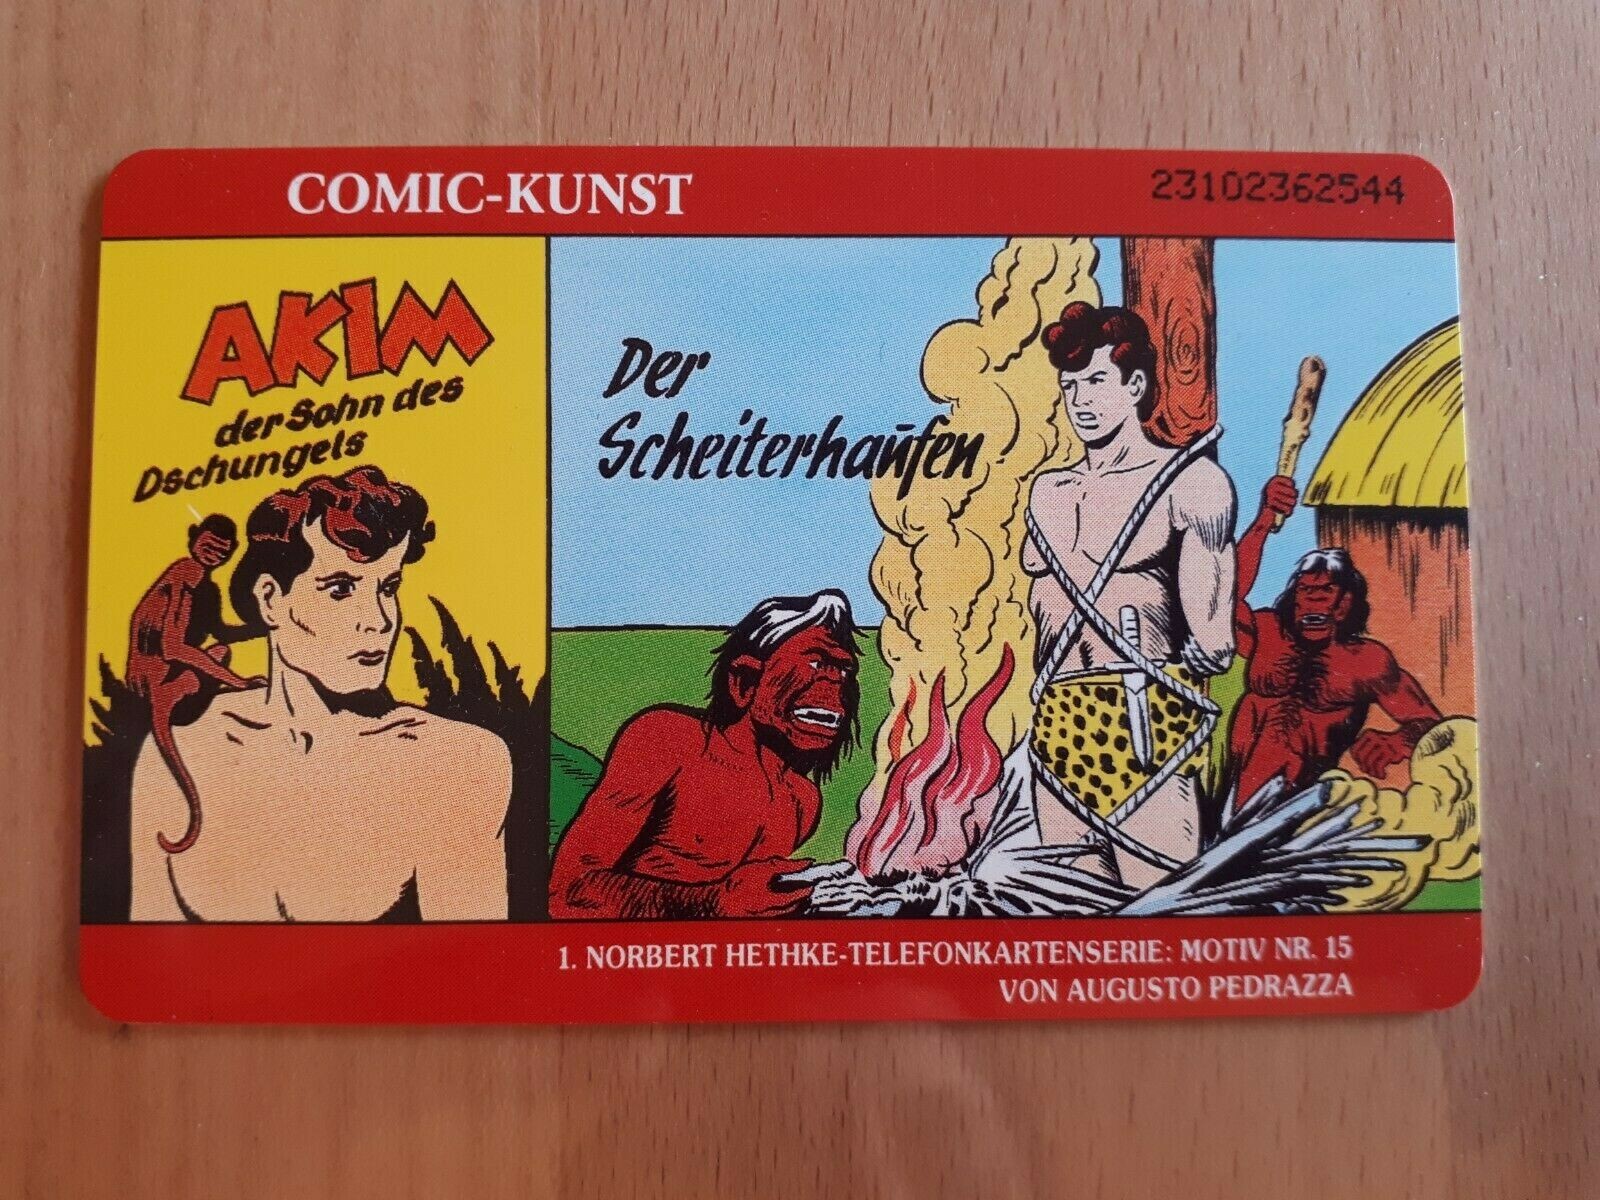 COMIC-KUNST
23102362544
AKIM
der Sohn des
Dschungels
Der
Scheiterhaufen
1. NORBERT HETHKE-TELEFONKARTENSERIE: MOTIV NR. 15
VON AUGUSTO PEDRAZZA